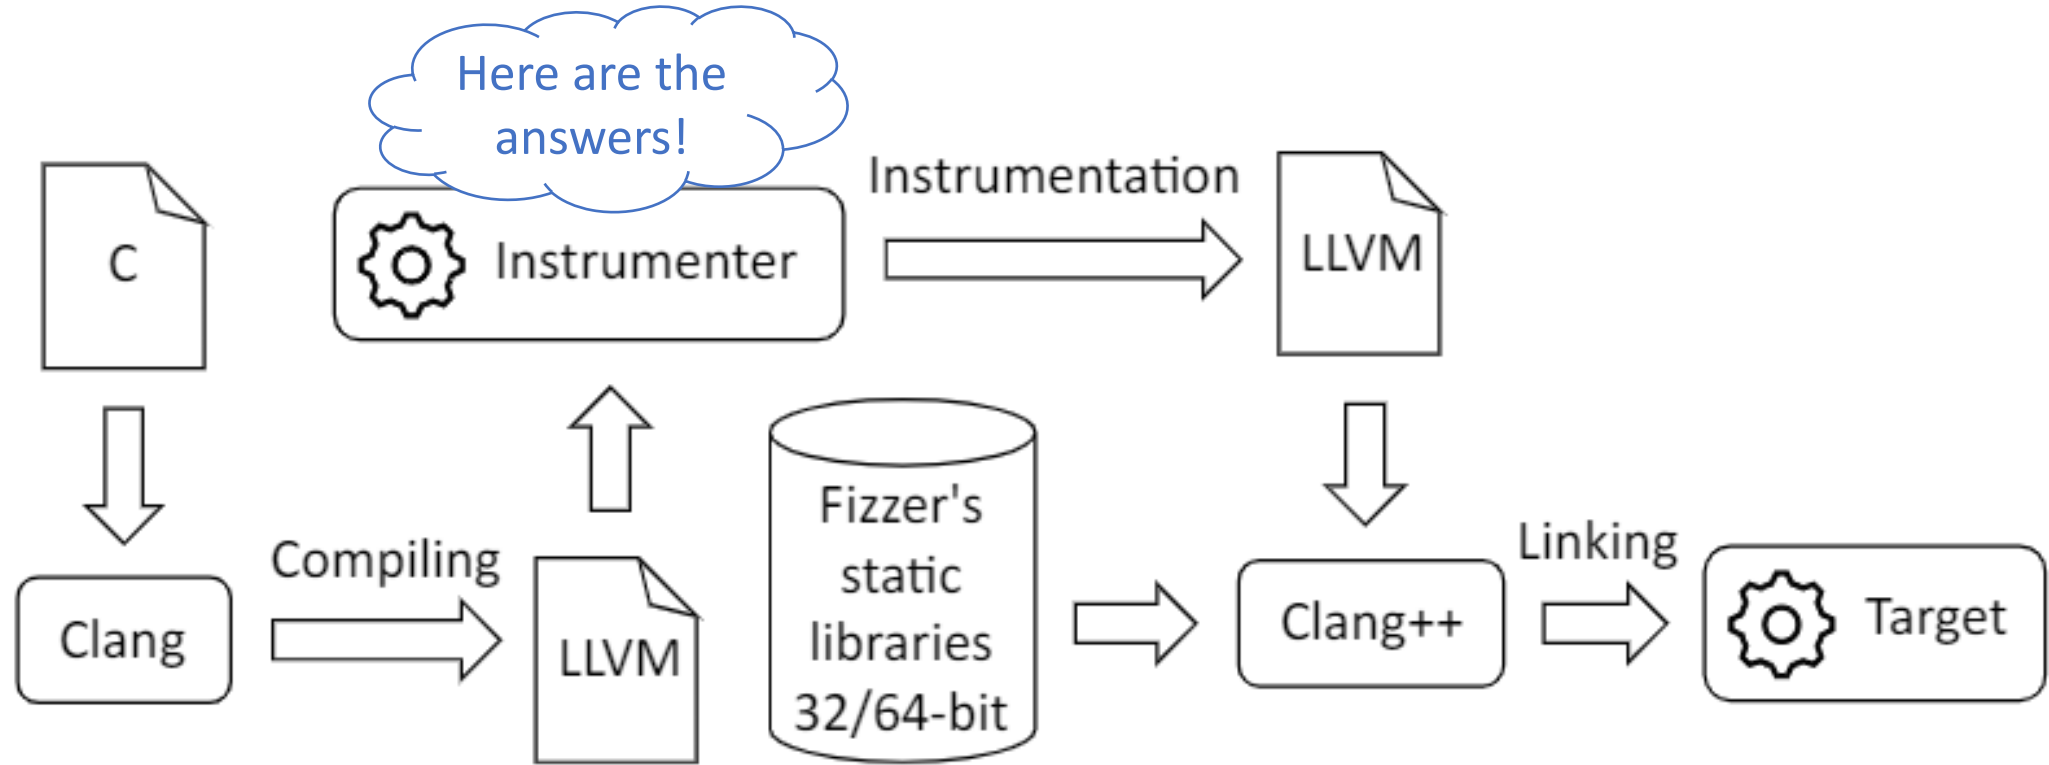 Here are the
answers!
C
Instrumenter
Instrumentation
LLVM
Clang
Compiling
LLVM
Fizzer's
static
libraries
32/64-bit
Clang++
Linking
Target